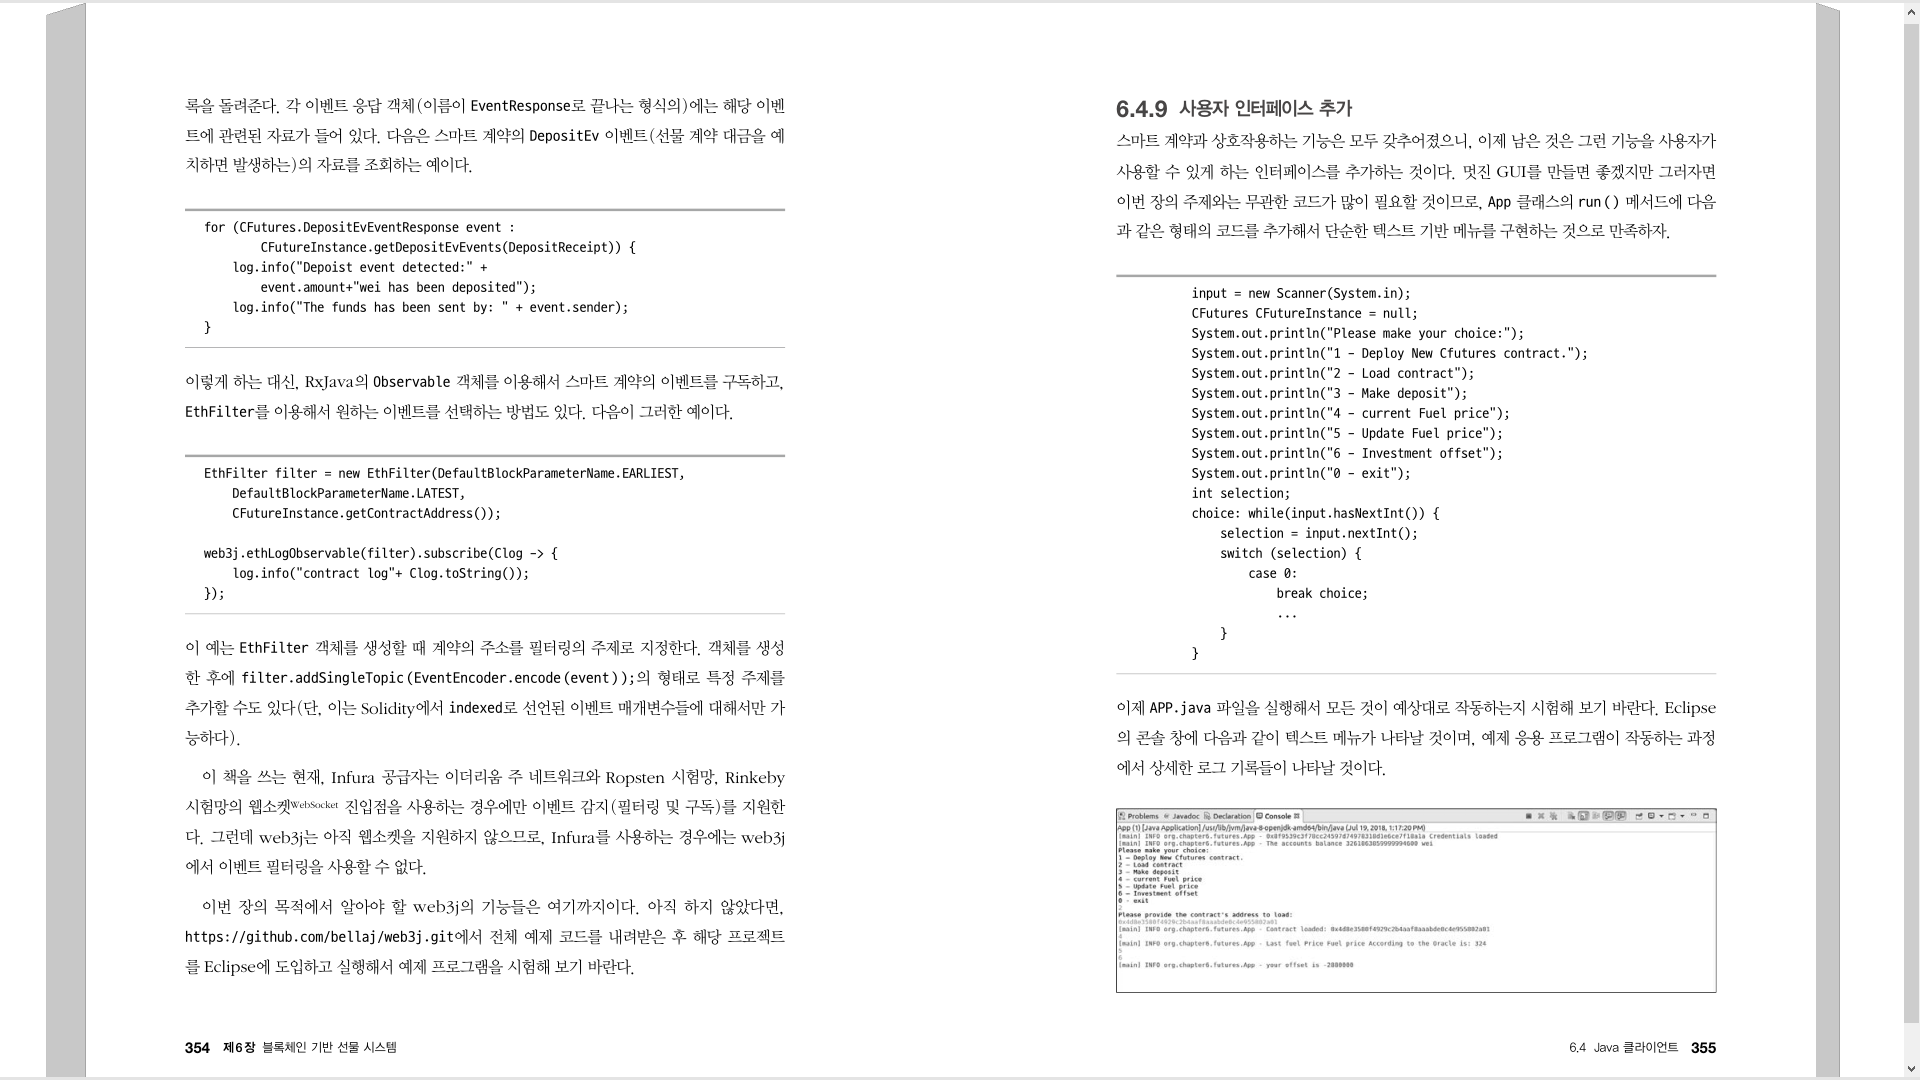 록을 돌려준다. 각 이벤트 응답 객체(이름이 EventResponse로 끝나는 형식의)에는 해당 이벤
트에 관련된 자료가 들어 있다. 다음은 스마트 계약의 DepositEv 이벤트(선물 계약 대금을 예
치하면 발생하는)의 자료를 조회하는 예이다.
for (CFutures.DepositEvEventResponse event :
CFutureInstance.getDepositEvEvents(DepositReceipt)) {
log.info("Depoist event detected:" +
event.amount+"wei has been deposited");
log.info("The funds has been sent by: " + event.sender);
}
이렇게 하는 대신, RxJava의 Observable 객체를 이용해서 스마트 계약의 이벤트를 구독하고,
EthFilter를 이용해서 원하는 이벤트를 선택하는 방법도 있다. 다음이 그러한 예이다.
EthFilter filter = new EthFilter(DefaultBlockParameterName.EARLIEST,
DefaultBlockParameterName.LATEST,
CFutureInstance.getContractAddress());
web3j.ethLogObservable(filter).subscribe(Clog -> {
log.info("contract log"+ Clog.toString());
});
이 예는 EthFilter 객체를 생성할 때 계약의 주소를 필터링의 주제로 지정한다. 객체를 생성
한 후에 filter.addSingleTopic(EventEncoder.encode(event));의 형태로 특정 주제를
추가할 수도 있다(단, 이는 Solidity에서 indexed로 선언된 이벤트 매개변수들에 대해서만 가
능하다).
이 책을 쓰는 현재, Infura 공급자는 이더리움 주 네트워크와 Ropsten 시험망, Rinkeby
시험망의 웹소켓WebSocket 진입점을 사용하는 경우에만 이벤트 감지(필터링 및 구독)를 지원한
다. 그런데 web3j는 아직 웹소켓을 지원하지 않으므로, Infura를 사용하는 경우에는 web3j
에서 이벤트 필터링을 사용할 수 없다.
이번 장의 목적에서 알아야 할 web3j의 기능들은 여기까지이다. 아직 하지 않았다면,
https://github.com/bellaj/web3j.git에서 전체 예제 코드를 내려받은 후 해당 프로젝트
를 Eclipse에 도입하고 실행해서 예제 프로그램을 시험해 보기 바란다.
354 제6장 블록체인 기반 선물 시스템
6.4.9 사용자 인터페이스 추가
스마트 계약과 상호작용하는 기능은 모두 갖추어졌으니, 이제 남은 것은 그런 기능을 사용자가
사용할 수 있게 하는 인터페이스를 추가하는 것이다. 멋진 GUI를 만들면 좋겠지만 그러자면
이번 장의 주제와는 무관한 코드가 많이 필요할 것이므로, App 클래스의 run() 메서드에 다음
과 같은 형태의 코드를 추가해서 단순한 텍스트 기반 메뉴를 구현하는 것으로 만족하자.
input = new Scanner(System.in);
CFutures CFutureInstance = null;
System.out.println("Please make your choice:");
System.out.println("1 - Deploy New Cfutures contract.");
System.out.println("2 - Load contract");
System.out.println("3 - Make deposit");
System.out.println("4 - current Fuel price");
System.out.println("5 - Update Fuel price");
System.out.println("6 - Investment offset");
System.out.println("0 - exit");
int selection;
choice: while(input.hasNextInt()) {
selection = input.nextInt();
switch (selection) {
case 0:
break choice;
...
}
}
이제 APP.java 파일을 실행해서 모든 것이 예상대로 작동하는지 시험해 보기 바란다. Eclipse
의 콘솔 창에 다음과 같이 텍스트 메뉴가 나타날 것이며, 예제 응용 프로그램이 작동하는 과정
에서 상세한 로그 기록들이 나타날 것이다.
Problems Javadoc Declaration Console
App (1) [Java Application] /usr/lib/jvm/java-8-openjdk-amd64/bin/java (Jul 19, 2018, 1:17:20 PM)
[main] INFO org.chapter6.futures.App - Credentials loaded
[main] INFO org.chapter6.futures.App - The accounts balance wei
Please make your choice:
1 - Deploy New Cfutures contract.
2 - Load contract
3 - Make deposit
4 - current Fuel price
5 - Update Fuel price
6 - Investment offset
0 - exit
2
Please provide the contract's address to load:
[main] INFO org.chapter6.futures.App - Contract loaded:
4
[main] INFO org.chapter6.futures.App - Last fuel Price Fuel price According to the Oracle is: 324
6
[main] INFO org.chapter6.futures.App - your offset is -2880000
6.4 Java 클라이언트 355